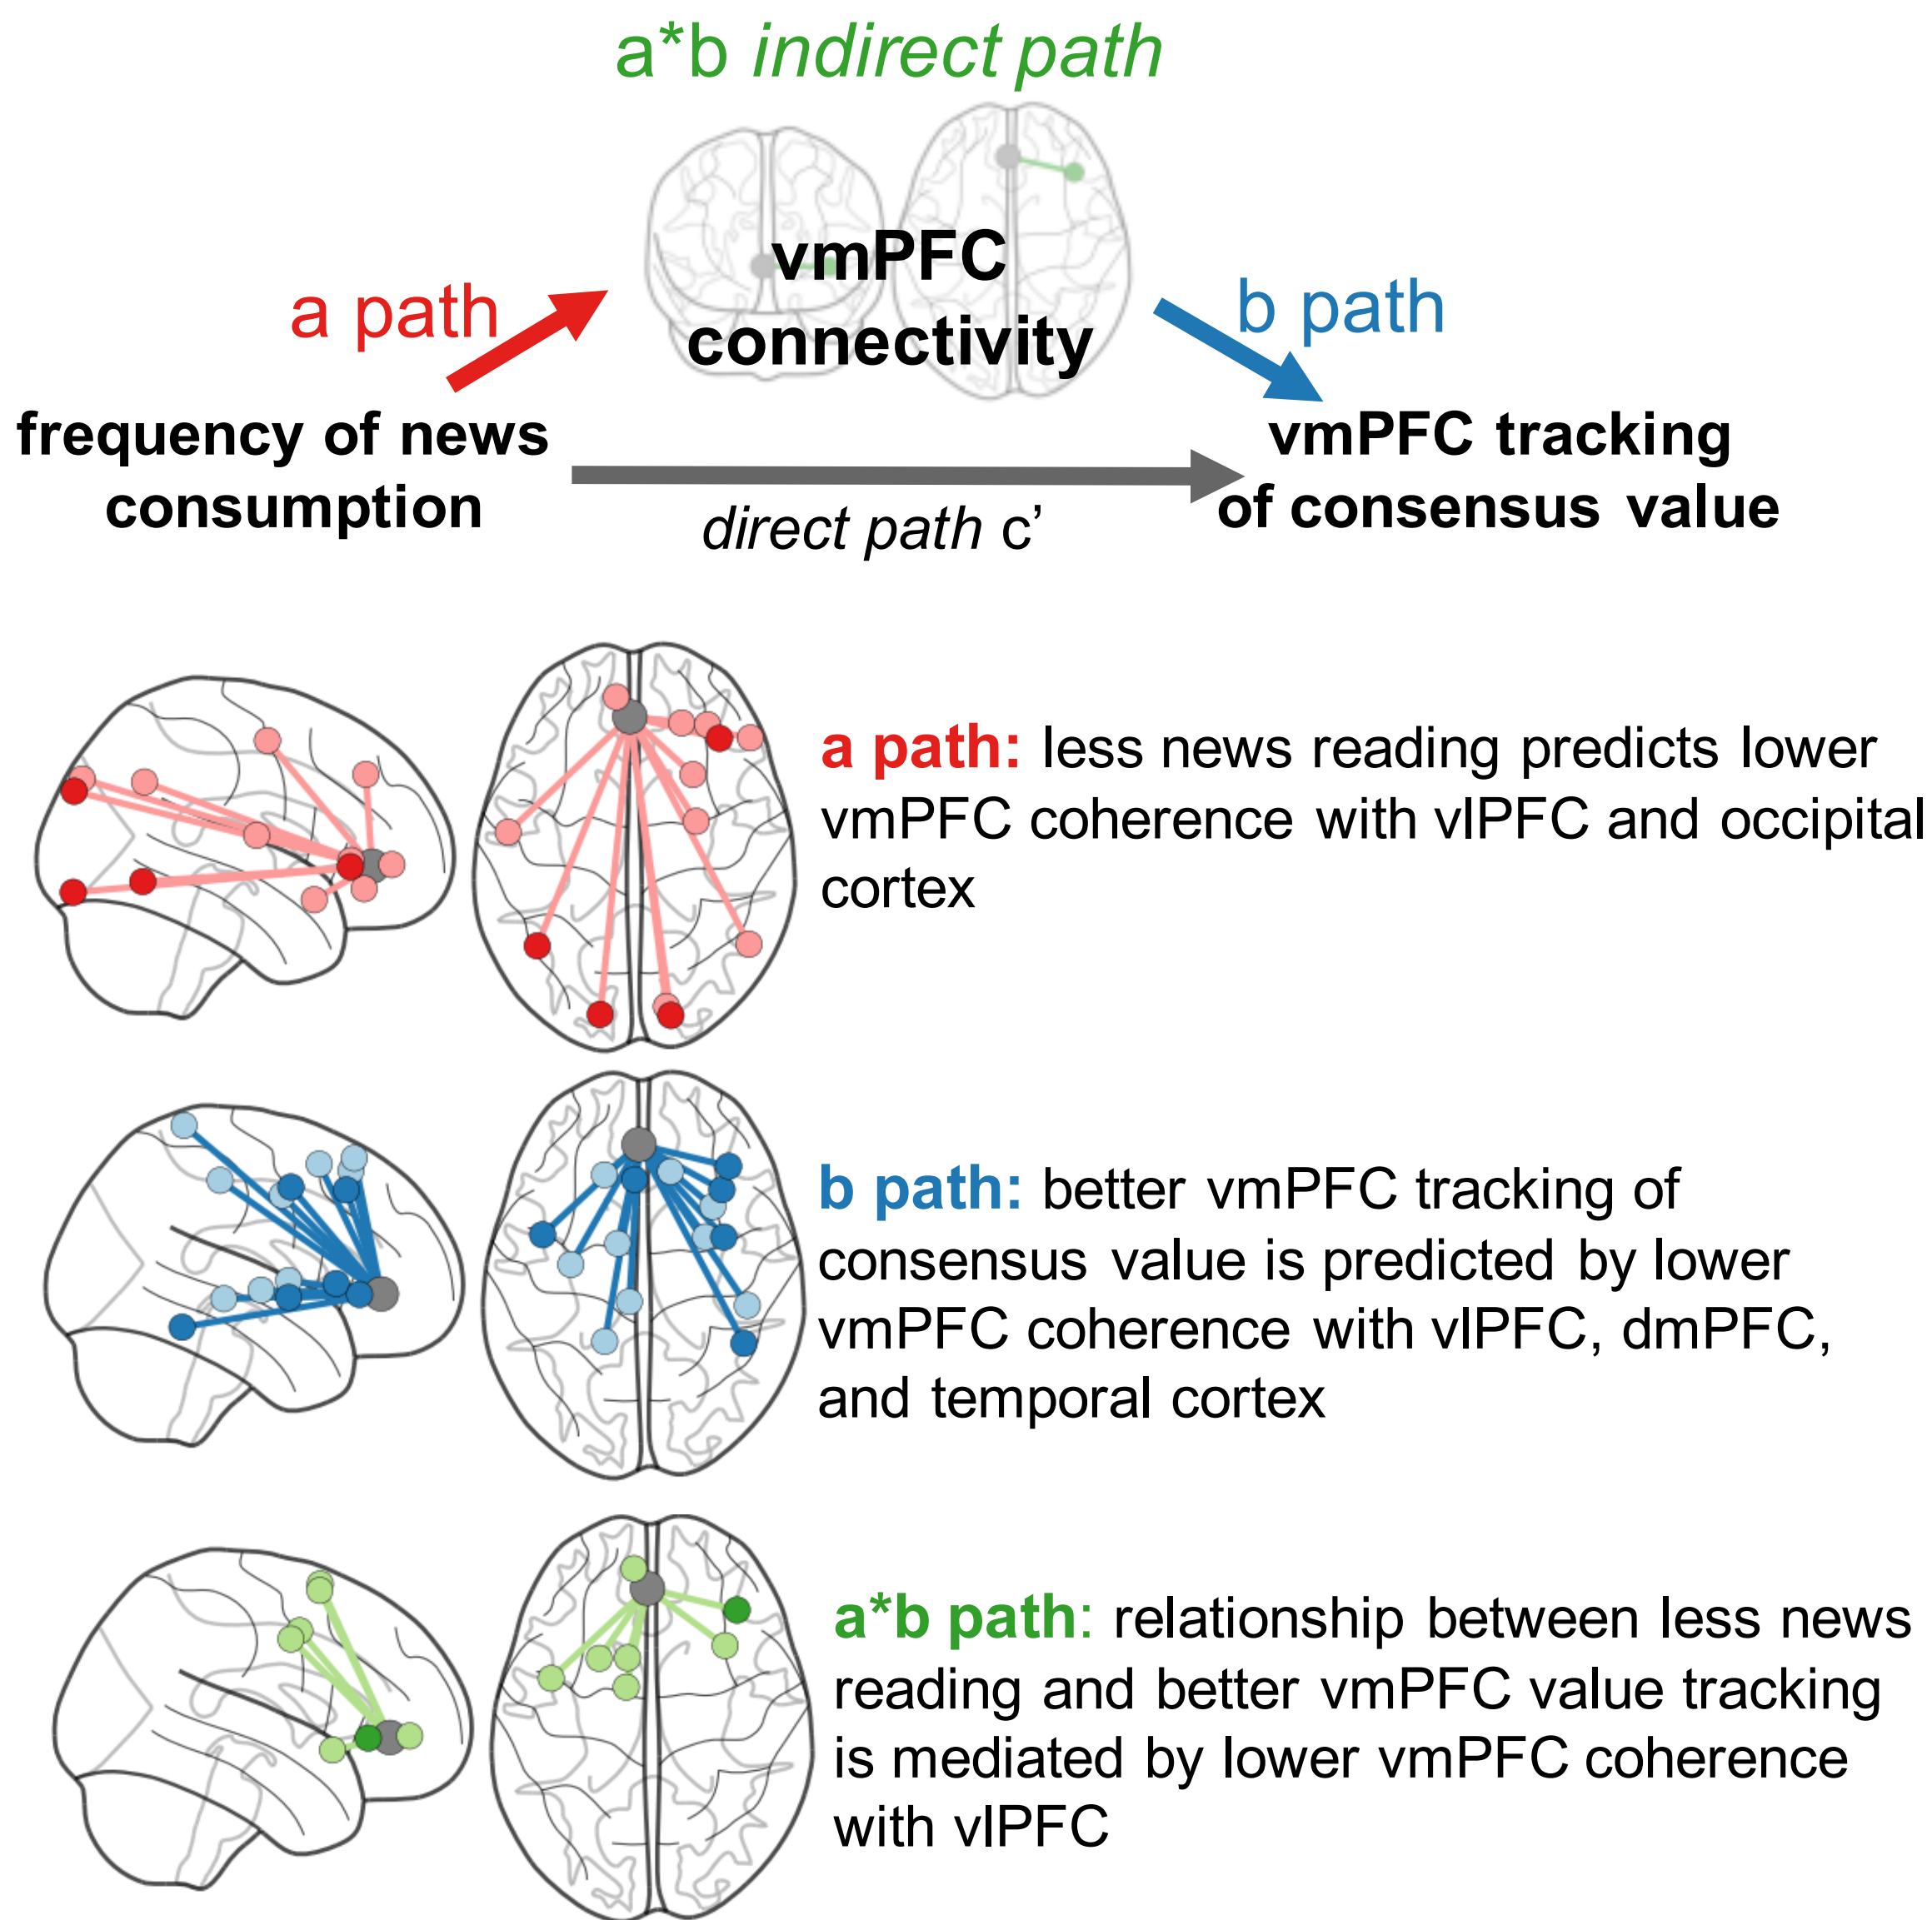 a*b indirect path
vmPFC
connectivity
a path
b path
frequency of news
consumption
vmPFC tracking
of consensus value
direct path c’
a path: less news reading predicts lower
vmPFC coherence with vlPFC and occipital
cortex
b path: better vmPFC tracking of
consensus value is predicted by lower
vmPFC coherence with vlPFC, dmPFC,
and temporal cortex
a*b path: relationship between less news
reading and better vmPFC value tracking
is mediated by lower vmPFC coherence
with vlPFC